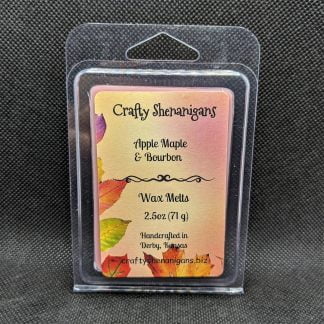 Crafty Shenanigans
Apple Maple
& Bourbon
Wax Melts
2.5oz (71 g)
Handcrafted in
Derby, Kansas
craftyshenanigans.biz